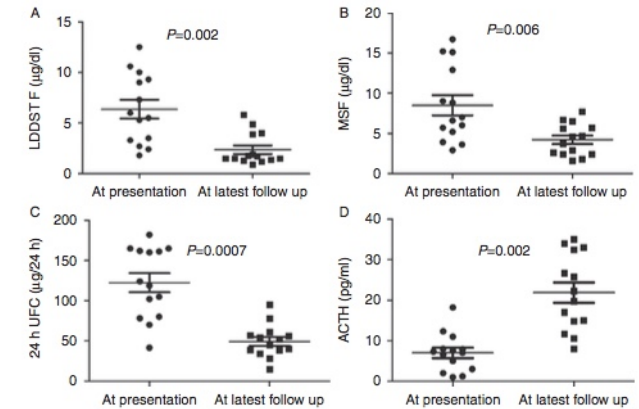 A
P=0.002
LDDST F (µg/dl)
15
10
5
0
At presentation
At latest follow up
B
P=0.006
MSF (µg/dl)
20
15
10
5
0
At presentation
At latest follow up
C
P=0.0007
24 h UFC (µg/24 h)
200
150
100
50
0
At presentation
At latest follow up
D
P=0.002
ACTH (pg/ml)
40
30
20
10
0
At presentation
At latest follow up